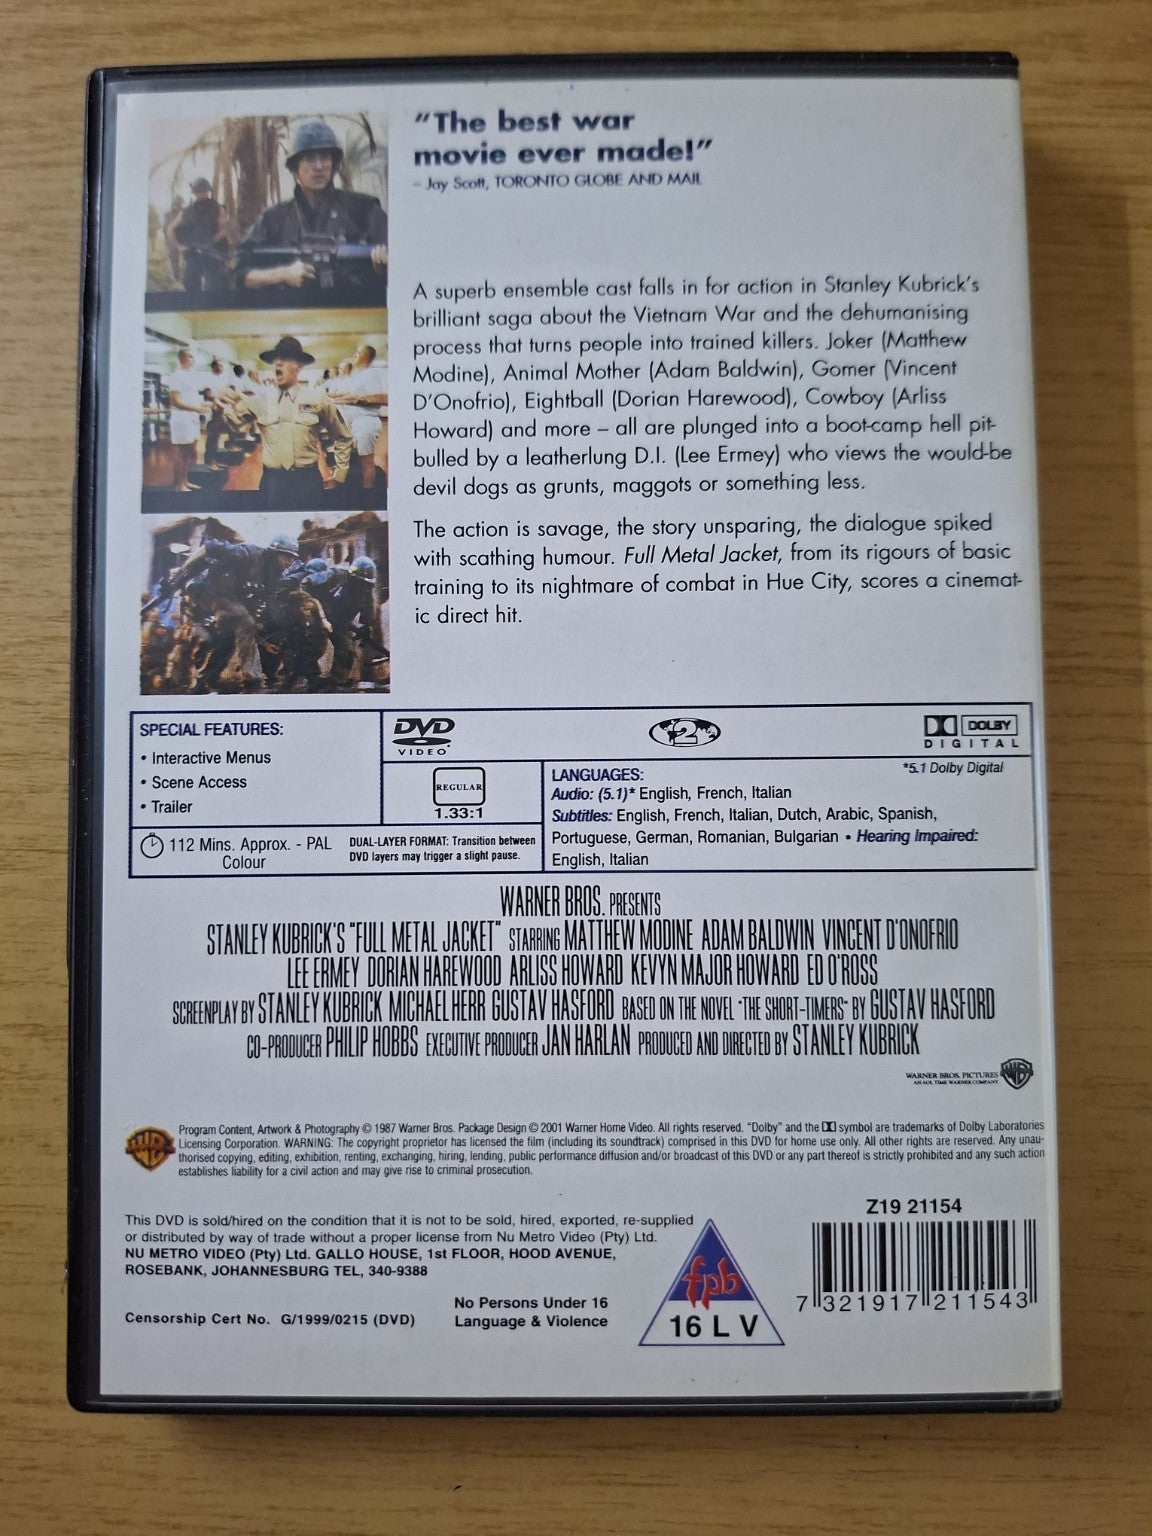 "The best war
movie ever made!"
– Jay Scott, TORONTO GLOBE AND MAIL
A superb ensemble cast falls in for action in Stanley Kubrick's
brilliant saga about the Vietnam War and the dehumanising
process that turns people into trained killers. Joker (Matthew
Modine), Animal Mother (Adam Baldwin), Gomer (Vincent
D'Onofrio), Eightball (Dorian Harewood), Cowboy (Arliss
Howard) and more – all are plunged into a boot-camp hell pit-
bulled by a leatherlung D.I. (Lee Ermey) who views the would-be
devil dogs as grunts, maggots or something less.
The action is savage, the story unsparing, the dialogue spiked
with scathing humour. Full Metal Jacket, from its rigours of basic
training to its nightmare of combat in Hue City, scores a cinemat-
ic direct hit.
SPECIAL FEATURES:
• Interactive Menus
• Scene Access
• Trailer
112 Mins. Approx. - PAL
Colour
DUAL-LAYER FORMAT: Transition between
DVD layers may trigger a slight pause.
DVD
VIDEO
REGULAR
1.33:1
2
DOLBY
DIGITAL
*5.1 Dolby Digital
LANGUAGES:
Audio: (5.1)* English, French, Italian
Subtitles: English, French, Italian, Dutch, Arabic, Spanish,
Portuguese, German, Romanian, Bulgarian • Hearing Impaired:
English, Italian
WARNER BROS. PRESENTS
STANLEY KUBRICK'S "FULL METAL JACKET" STARRING MATTHEW MODINE ADAM BALDWIN VINCENT D'ONOFRIO
LEE ERMEY DORIAN HAREWOOD ARLISS HOWARD KEVYN MAJOR HOWARD ED O'ROSS
SCREENPLAY BY STANLEY KUBRICK MICHAEL HERR GUSTAV HASFORD BASED ON THE NOVEL "THE SHORT-TIMERS" BY GUSTAV HASFORD
CO-PRODUCER PHILIP HOBBS EXECUTIVE PRODUCER JAN HARLAN PRODUCED AND DIRECTED BY STANLEY KUBRICK
WARNER BROS. PICTURES
AN AOL TIME WARNER COMPANY
Program Content, Artwork & Photography © 1987 Warner Bros. Package Design © 2001 Warner Home Video. All rights reserved. "Dolby" and the symbol are trademarks of Dolby Laboratories
Licensing Corporation. WARNING: The copyright proprietor has licensed the film (including its soundtrack) comprised in this DVD for home use only. All other rights are reserved. Any unau-
thorised copying, editing, exhibition, renting, exchanging, hiring, lending, public performance diffusion and/or broadcast of this DVD or any part thereof is strictly prohibited and any such action
establishes liability for a civil action and may give rise to criminal prosecution.
This DVD is sold/hired on the condition that it is not to be sold, hired, exported, re-supplied
or distributed by way of trade without a proper license from Nu Metro Video (Pty) Ltd.
NU METRO VIDEO (Pty) Ltd. GALLO HOUSE, 1st FLOOR, HOOD AVENUE,
ROSEBANK, JOHANNESBURG TEL, 340-9388
Censorship Cert No. G/1999/0215 (DVD)
No Persons Under 16
Language & Violence
fpb
16 L V
Z19 21154
7 321917 211543